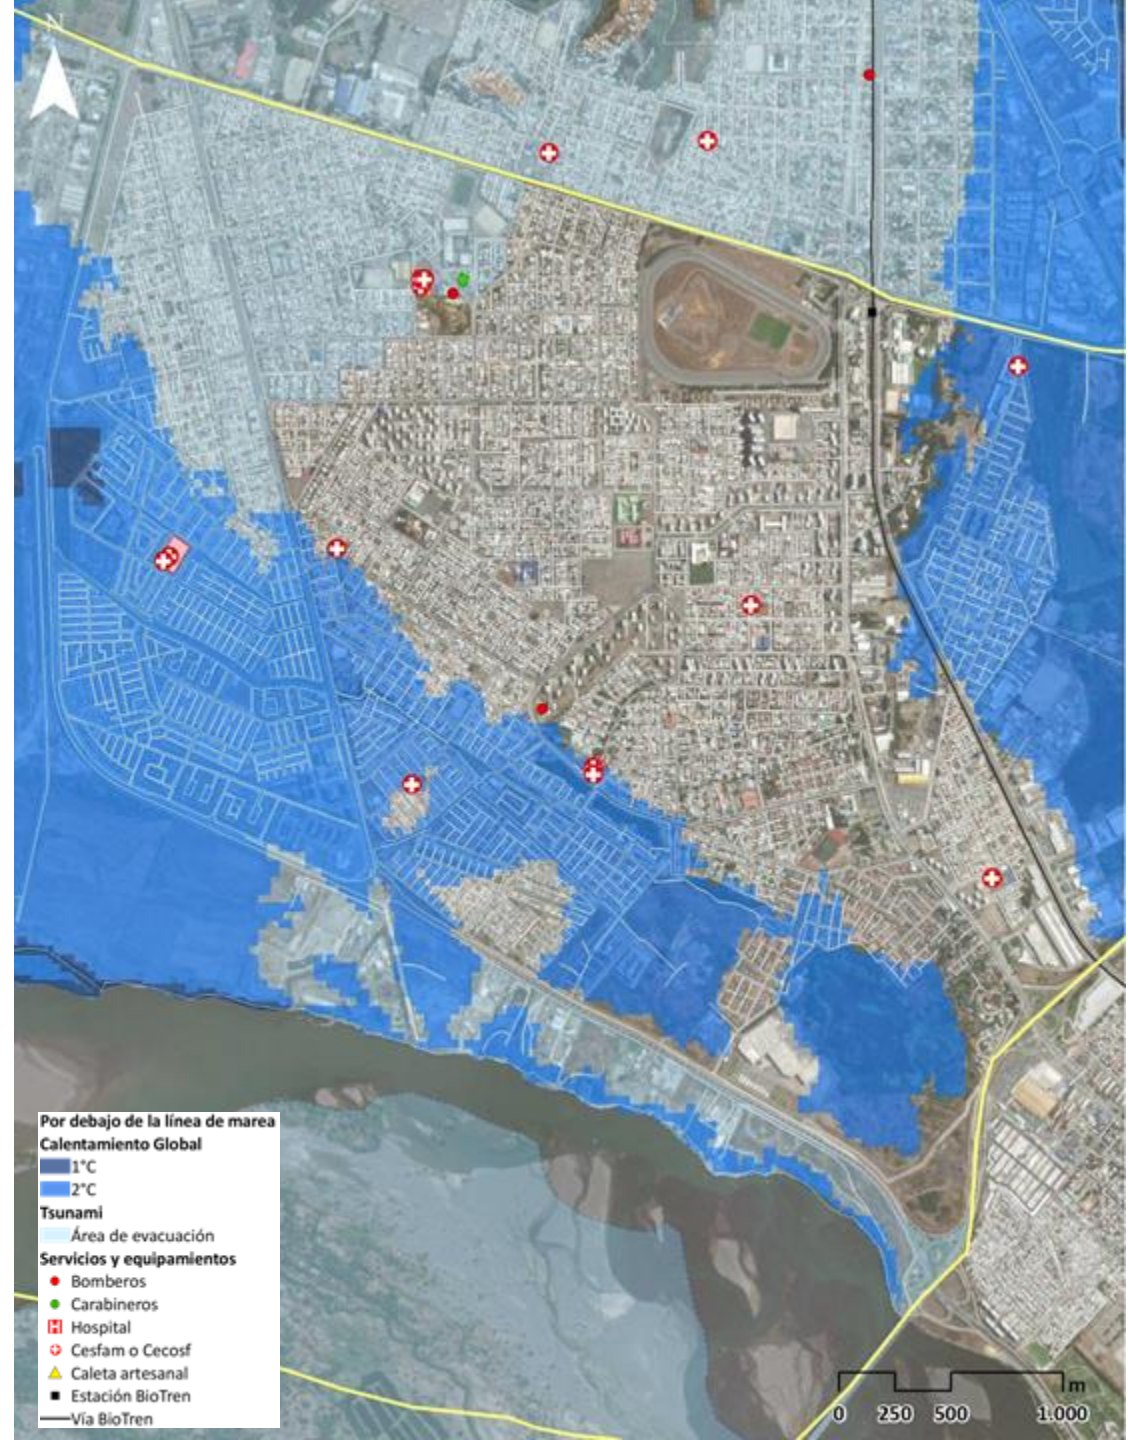 N
Por debajo de la línea de marea
Calentamiento Global
1°C
2°C
Tsunami
Área de evacuación
Servicios y equipamientos
Bomberos
Carabineros
H Hospital
Cesfam o Cecosf
Caleta artesanal
Estación BioTren
Vía BioTren
m
0 250 500 1.000